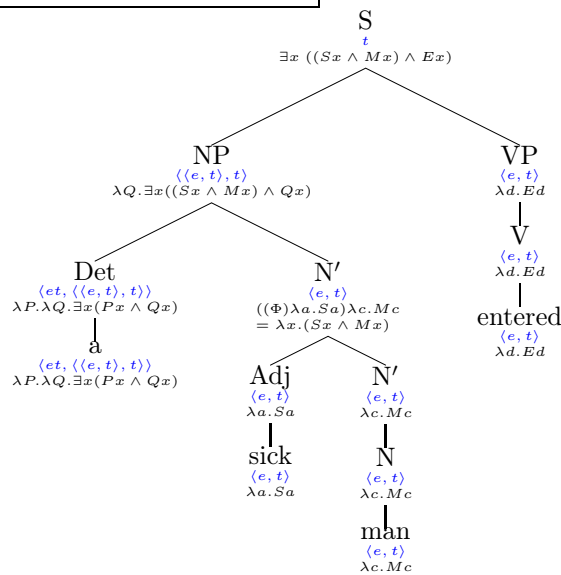 S
t
∃x ((Sx ∧ Mx) ∧ Ex)
NP
⟨⟨e, t⟩, t⟩
λQ.∃x((Sx ∧ Mx) ∧ Qx)
VP
⟨e, t⟩
λd.Ed
Det
⟨et, ⟨⟨e, t⟩, t⟩⟩
λP.λQ.∃x(Px ∧ Qx)
N′
⟨e, t⟩
((Φ)λa.Sa)λc.Mc
= λx.(Sx ∧ Mx)
V
⟨e, t⟩
λd.Ed
a
⟨et, ⟨⟨e, t⟩, t⟩⟩
λP.λQ.∃x(Px ∧ Qx)
Adj
⟨e, t⟩
λa.Sa
N′
⟨e, t⟩
λc.Mc
entered
⟨e, t⟩
λd.Ed
sick
⟨e, t⟩
λa.Sa
N
⟨e, t⟩
λc.Mc
man
⟨e, t⟩
λc.Mc